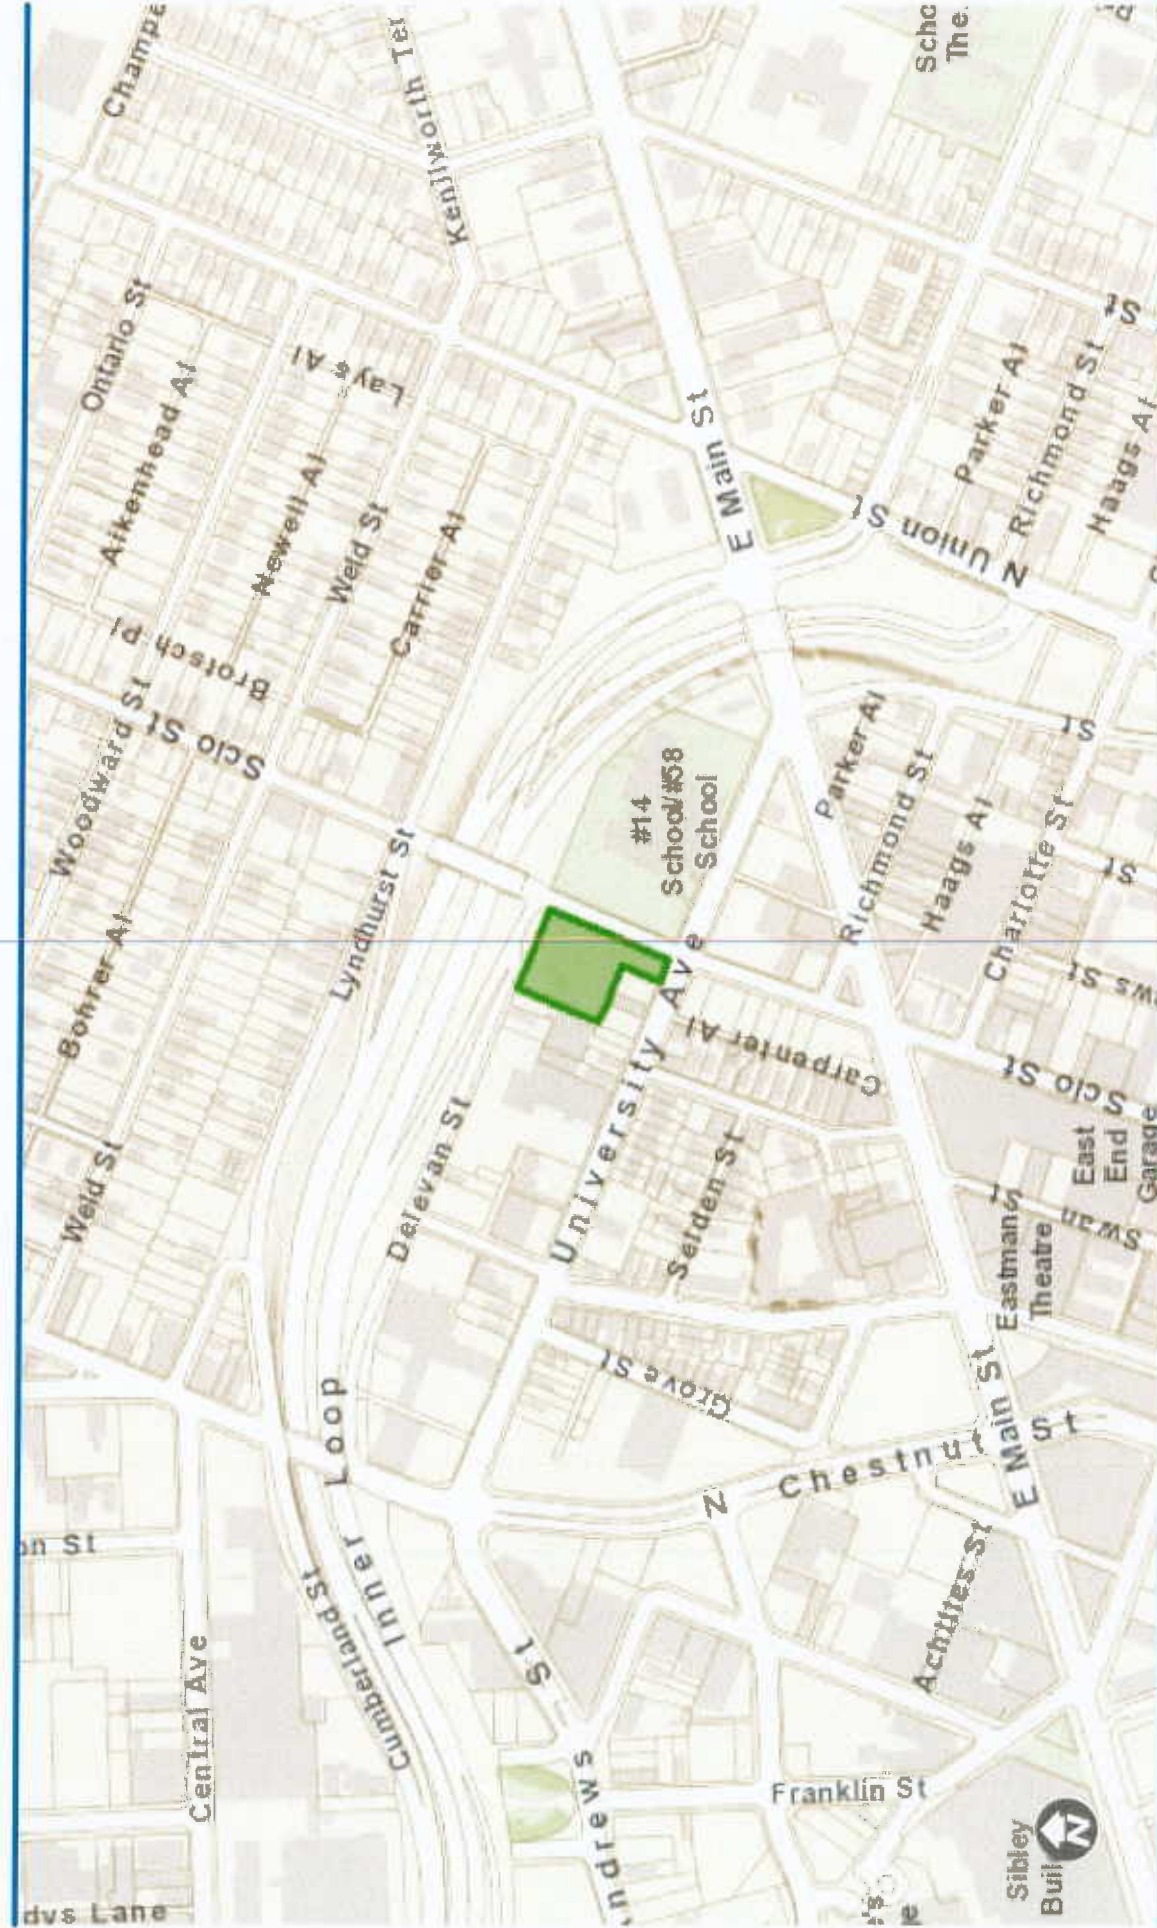 Kenilworth Ter
Ontario St
Aikenhead Al
Layer Al
Newell Al
Weld St
Carrier Al
Brotsch Pl
Woodward St
Scio St
Bohrer Al
Lyndhurst St
Weld St
E Main St
N Union St
Parker Al
Richmond St
Haags Al
St
#14
School/#58
School
Parker Al
Richmond St
Haags Al
Charlotte St
St
St
Delevan St
University Ave
Carpenter Al
Selden St
Scio St
East
End
Garage
Swan St
Eastman
Theatre
Grove St
N Chestnut St
E Main St
Inner Loop
Cumberland St
Central Ave
St
Achilles St
Franklin St
Sibley
N